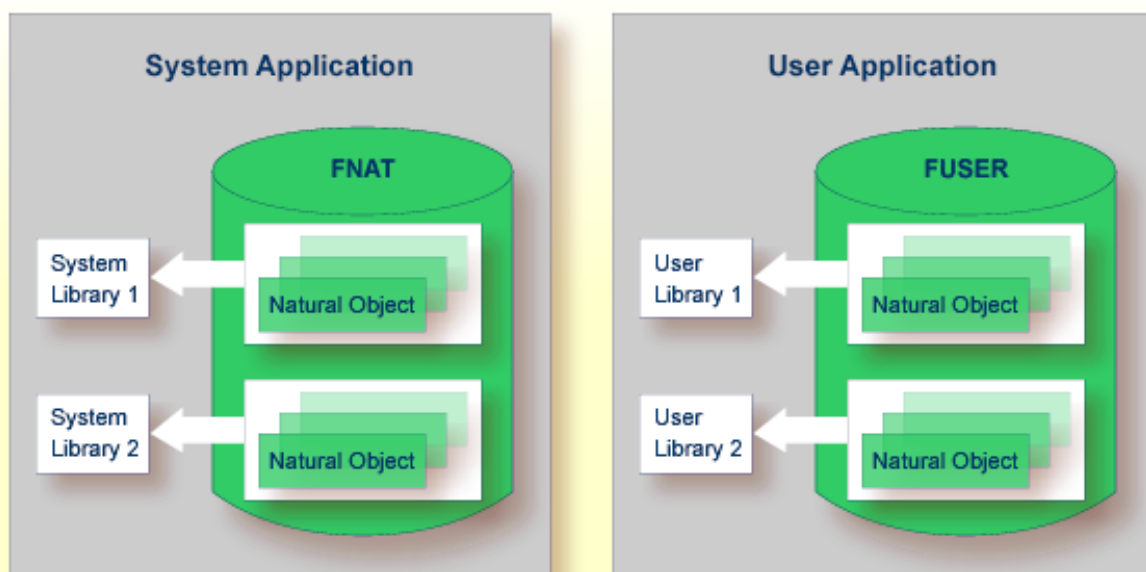 System Application
FNAT
System
Library 1
Natural Object
System
Library 2
Natural Object
User Application
FUSER
User
Library 1
Natural Object
User
Library 2
Natural Object